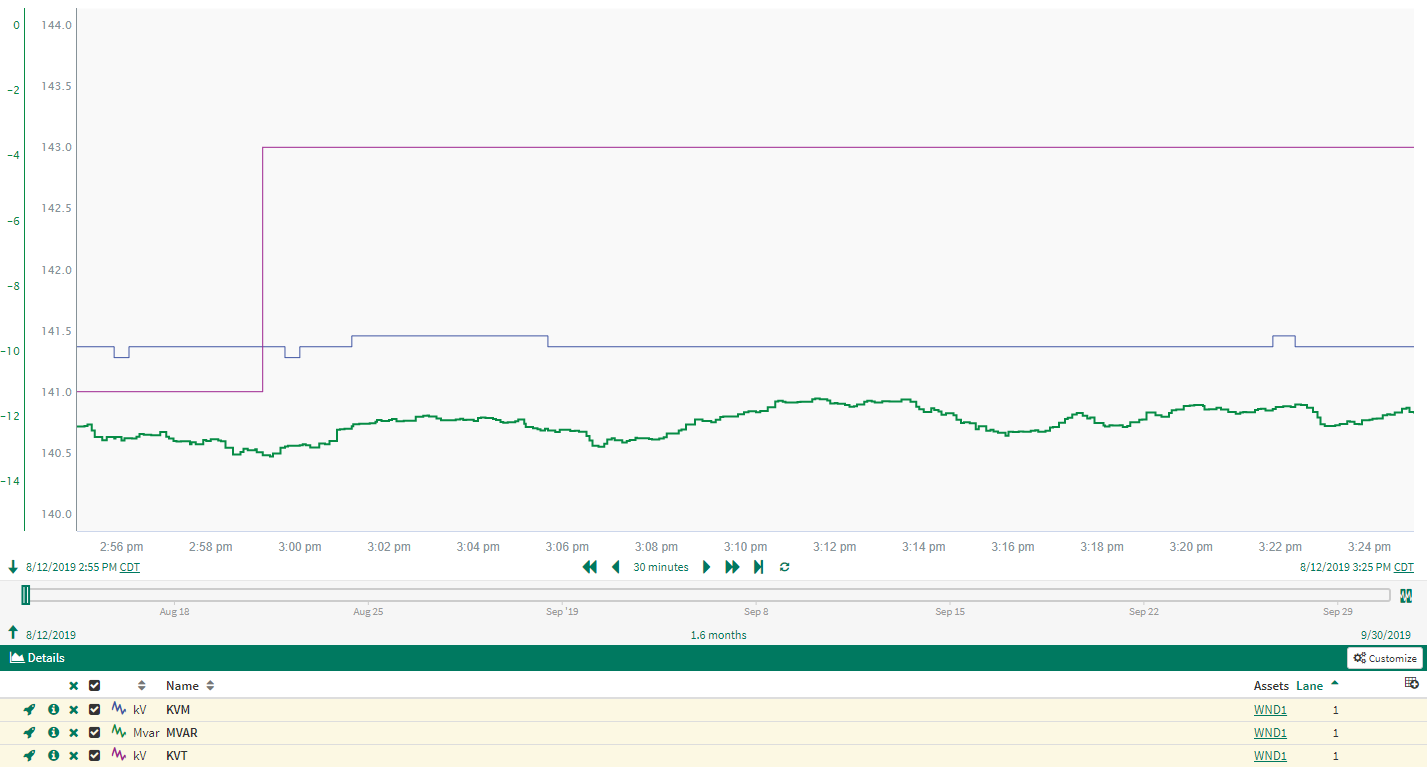 0 144.0
-2 143.5
-4 143.0
-6 142.5
-8 142.0
-10 141.5
141.0
-12
140.5
-14
140.0
2:56 pm 2:58 pm 3:00 pm 3:02 pm 3:04 pm 3:06 pm 3:08 pm 3:10 pm 3:12 pm 3:14 pm 3:16 pm 3:18 pm 3:20 pm 3:22 pm 3:24 pm
8/12/2019 2:55 PM CDT 30 minutes 8/12/2019 3:25 PM CDT
Aug 18 Aug 25 Sep '19 Sep 8 Sep 15 Sep 22 Sep 29
8/12/2019 1.6 months 9/30/2019
Details Customize
Name Assets Lane
kV KVM WND1 1
Mvar MVAR WND1 1
kV KVT WND1 1